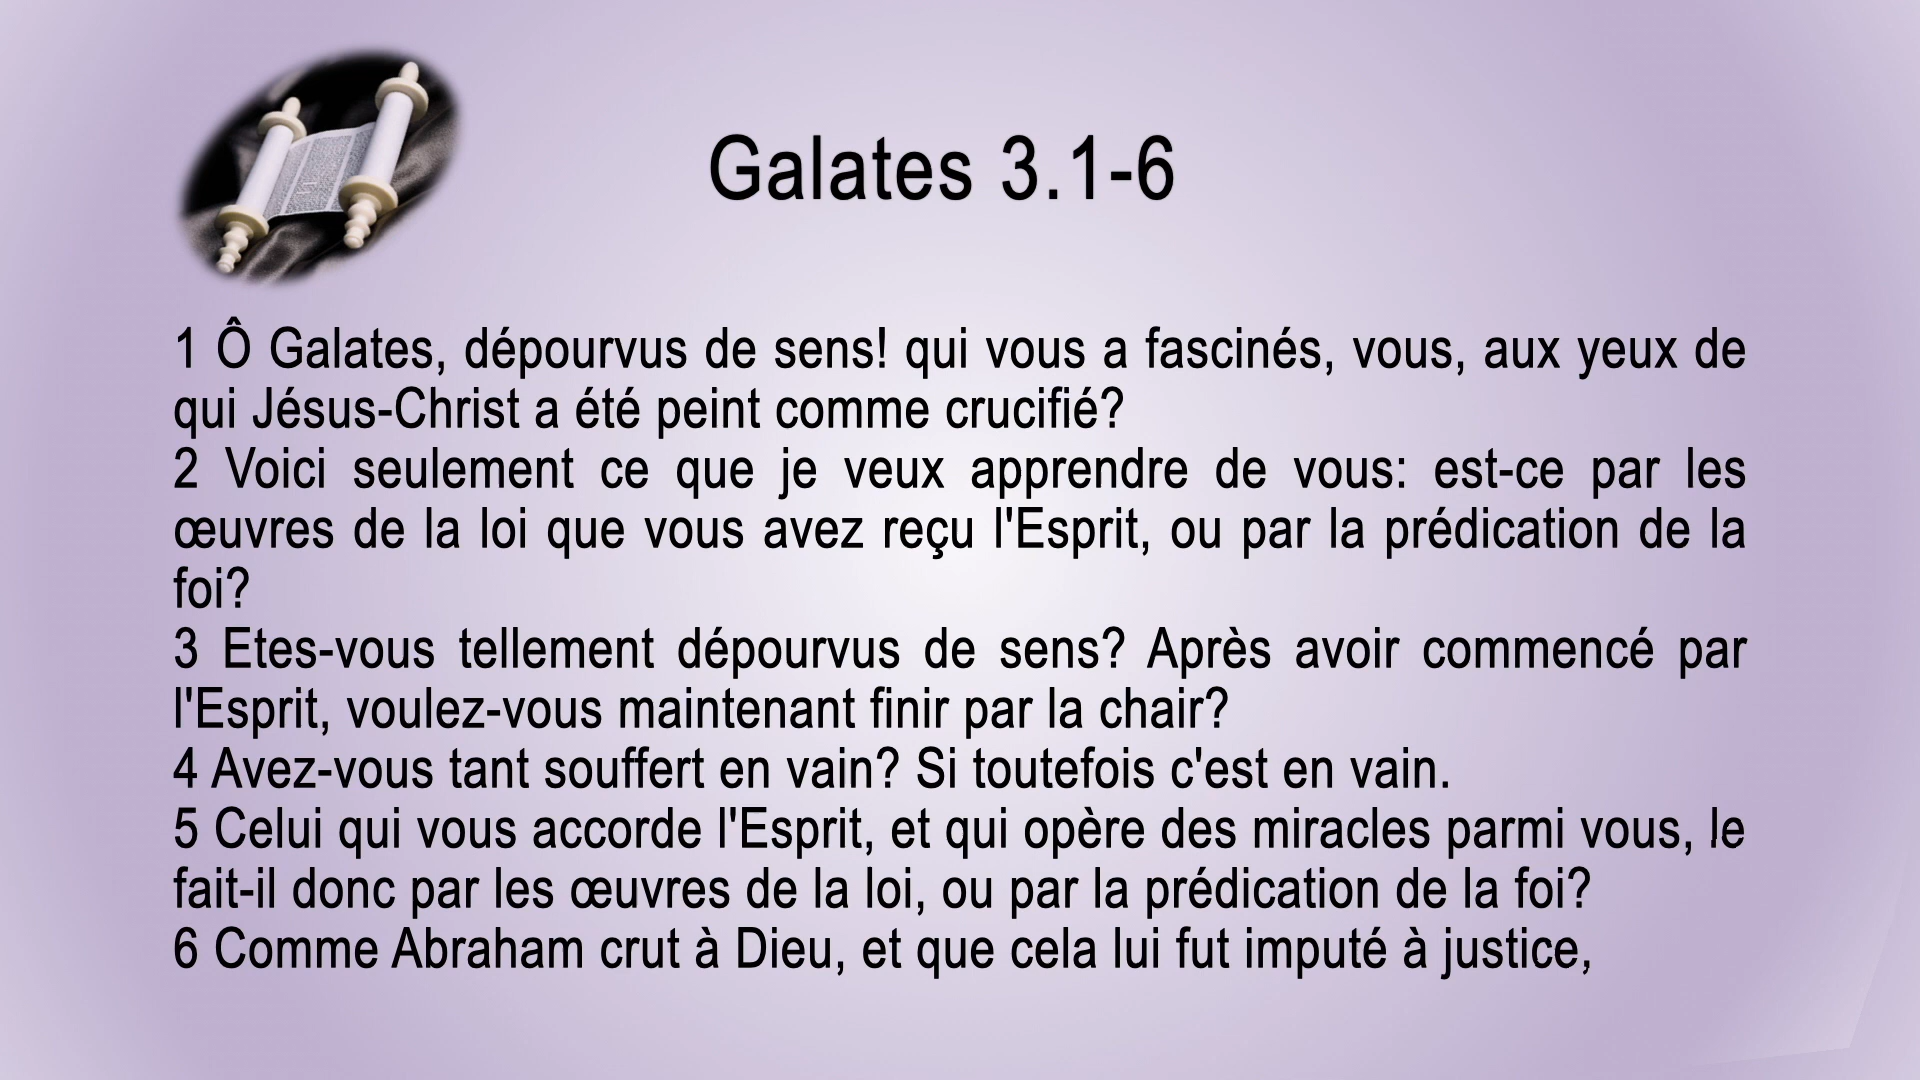 Galates 3.1-6
1 Ô Galates, dépourvus de sens! qui vous a fascinés, vous, aux yeux de
qui Jésus-Christ a été peint comme crucifié?
2 Voici seulement ce que je veux apprendre de vous: est-ce par les
œuvres de la loi que vous avez reçu l'Esprit, ou par la prédication de la
foi?
3 Etes-vous tellement dépourvus de sens? Après avoir commencé par
l'Esprit, voulez-vous maintenant finir par la chair?
4 Avez-vous tant souffert en vain? Si toutefois c'est en vain.
5 Celui qui vous accorde l'Esprit, et qui opère des miracles parmi vous, le
fait-il donc par les œuvres de la loi, ou par la prédication de la foi?
6 Comme Abraham crut à Dieu, et que cela lui fut imputé à justice,